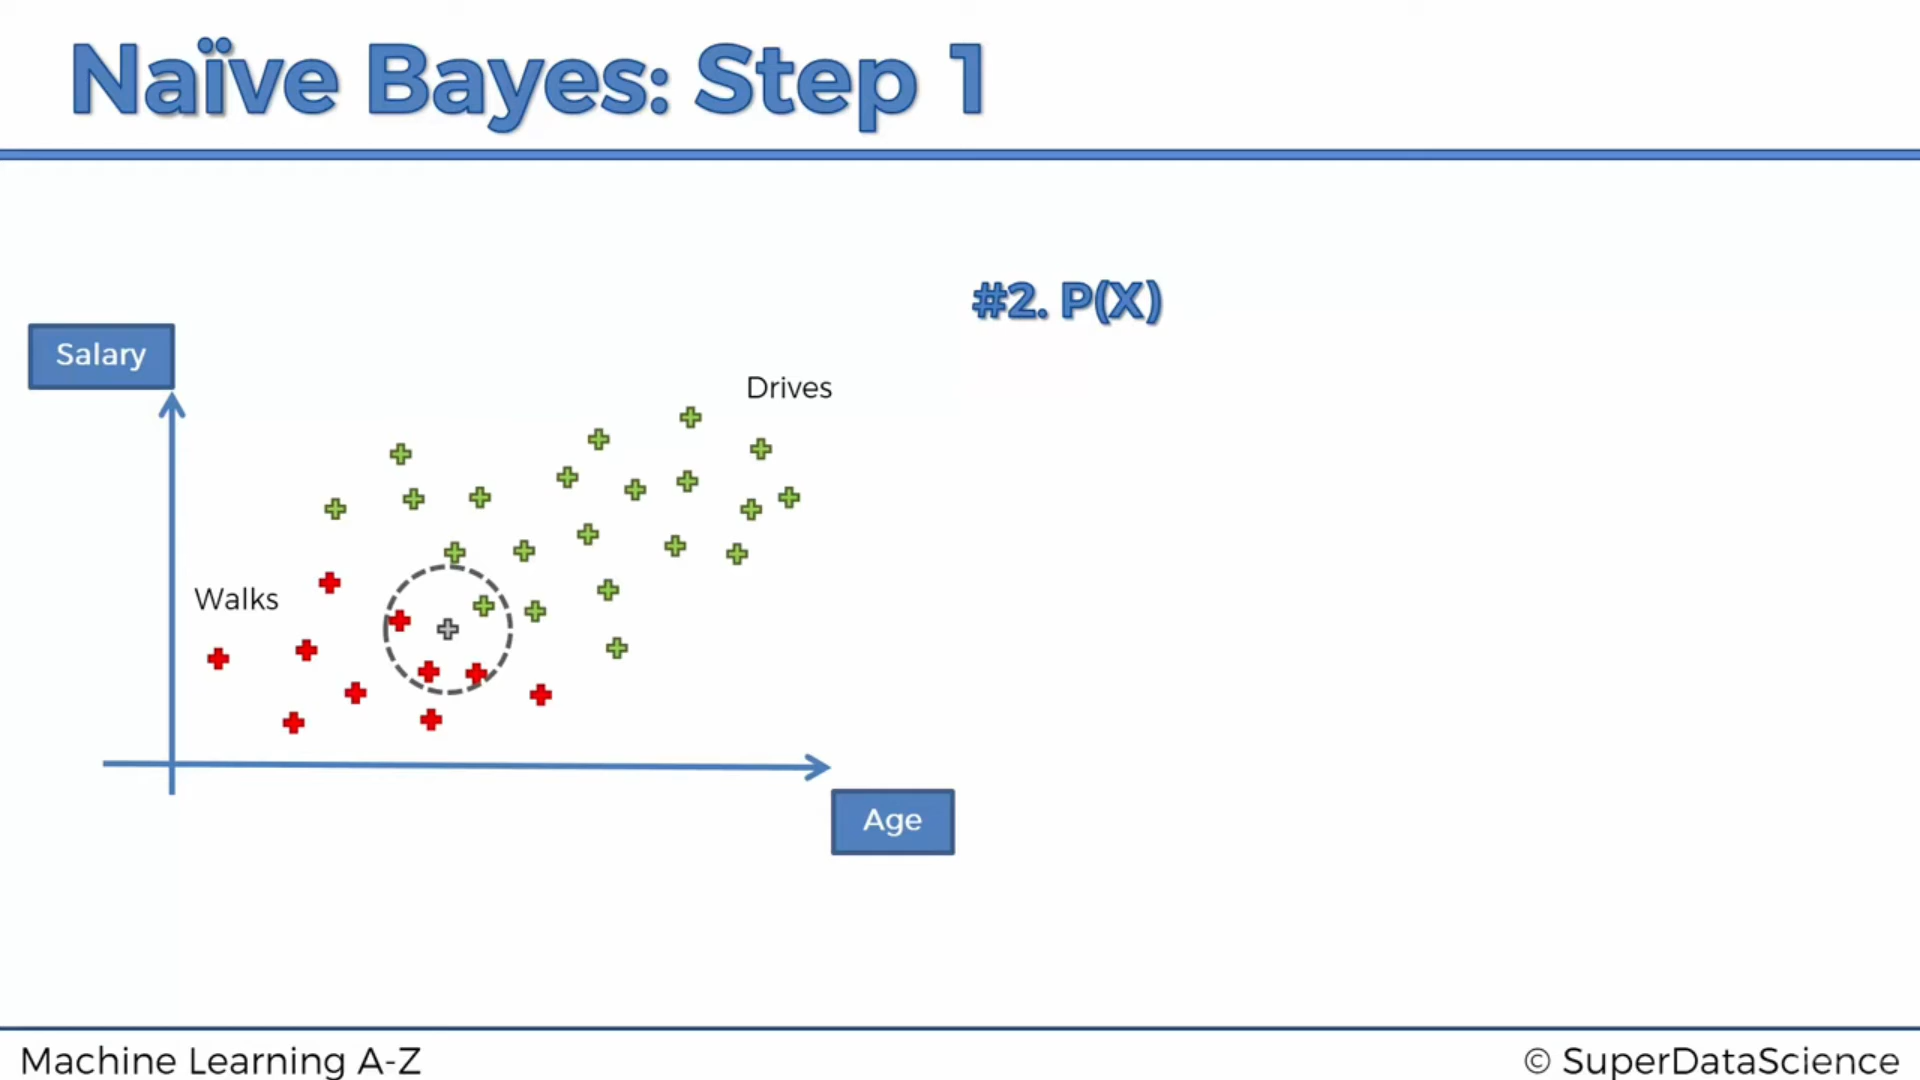 Naïve Bayes: Step 1
#2. P(X)
Salary
Drives
Walks
Age
Machine Learning A-Z
© SuperDataScience